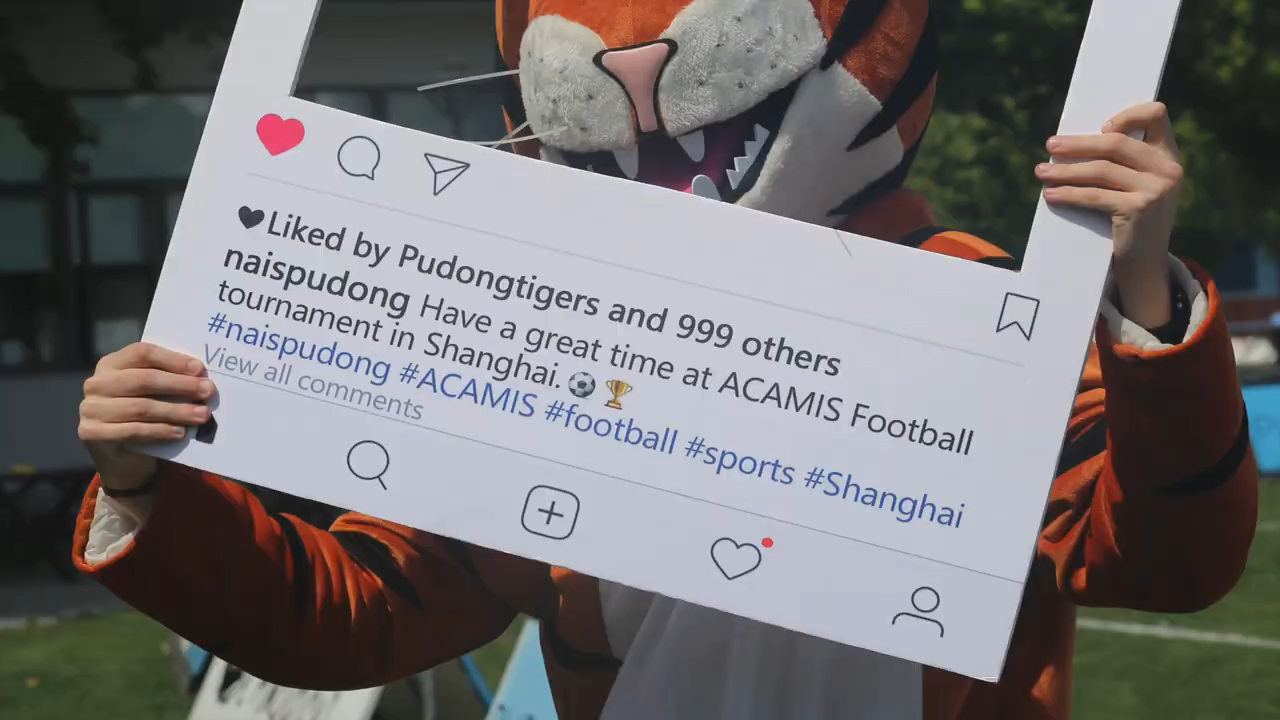 Liked by Pudongtigers and 999 others
naispudong Have a great time at ACAMIS Football
tournament in Shanghai. ⚽🏆
#naispudong #ACAMIS #football #sports #Shanghai
View all comments